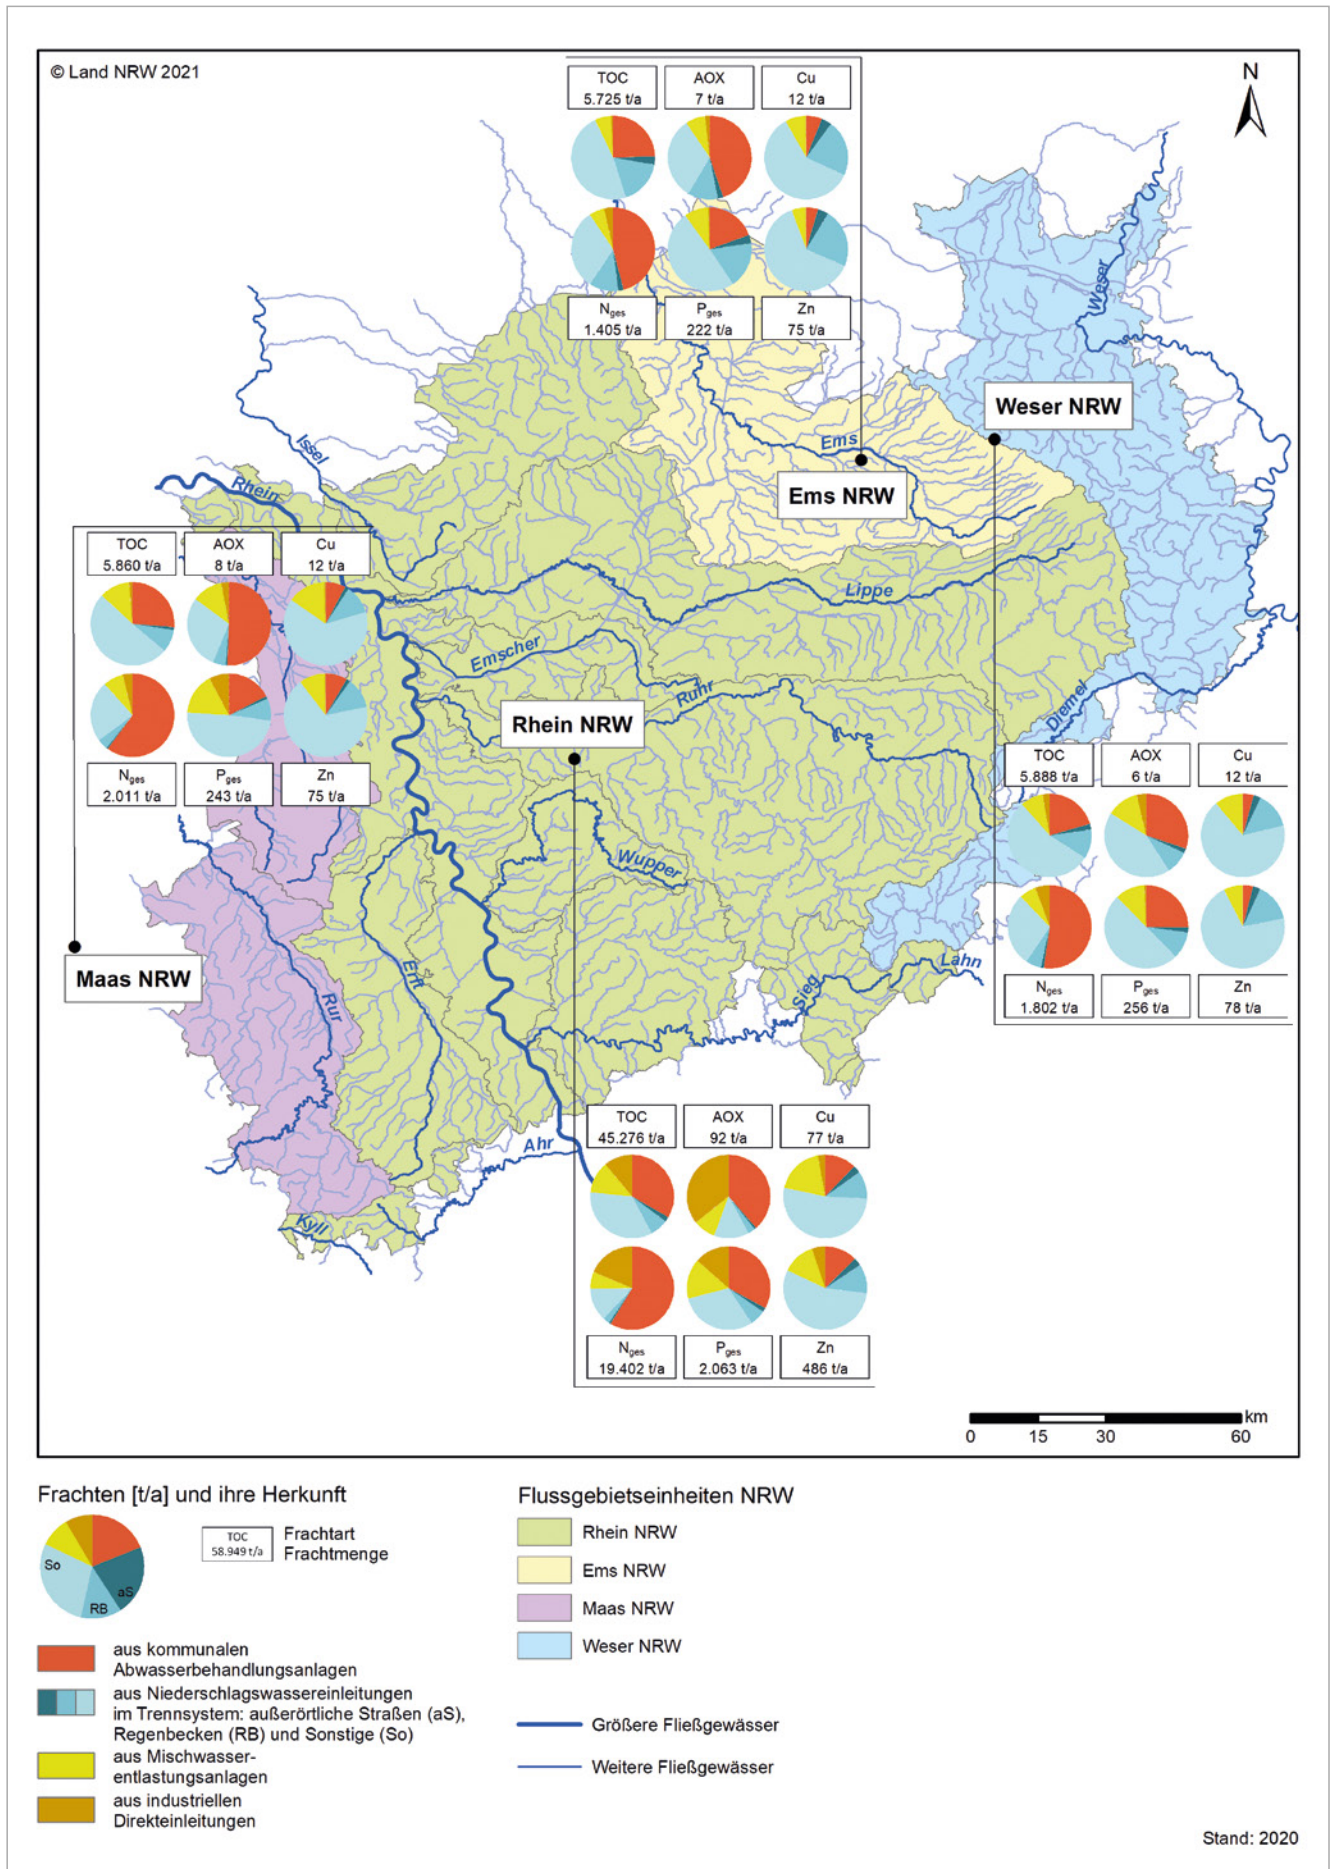 © Land NRW 2021
N
TOC
5.725 t/a
AOX
7 t/a
Cu
12 t/a
Nges
1.405 t/a
Pges
222 t/a
Zn
75 t/a
Weser
Weser NRW
Issel
Ems
Ems NRW
Rhein
TOC
5.860 t/a
AOX
8 t/a
Cu
12 t/a
Nges
2.011 t/a
Pges
243 t/a
Zn
75 t/a
Lippe
Emscher
Ruhr
Rhein NRW
Diemel
TOC
5.888 t/a
AOX
6 t/a
Cu
12 t/a
Nges
1.802 t/a
Pges
256 t/a
Zn
78 t/a
Wupper
Maas NRW
Erft
Rur
Sieg
Lahn
Ahr
Kyll
TOC
45.276 t/a
AOX
92 t/a
Cu
77 t/a
Nges
19.402 t/a
Pges
2.063 t/a
Zn
486 t/a
km
0 15 30 60
Frachten [t/a] und ihre Herkunft
So
aS
RB
TOC
58.949 t/a
Frachtart
Frachtmenge
aus kommunalen
Abwasserbehandlungsanlagen
aus Niederschlagswassereinleitungen
im Trennsystem: außerörtliche Straßen (aS),
Regenbecken (RB) und Sonstige (So)
aus Mischwasser-
entlastungsanlagen
aus industriellen
Direkteinleitungen
Flussgebietseinheiten NRW
Rhein NRW
Ems NRW
Maas NRW
Weser NRW
Größere Fließgewässer
Weitere Fließgewässer
Stand: 2020